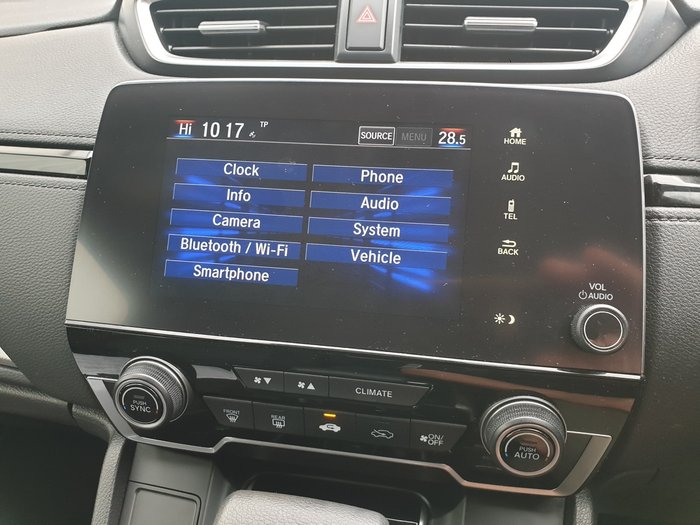 Hi 10 17 TP SOURCE MENU 28.5
HOME
AUDIO
TEL
BACK
Clock Phone
Info Audio
Camera System
Bluetooth / Wi-Fi Vehicle
Smartphone
VOL
AUDIO
CLIMATE
PUSH
SYNC
FRONT REAR
ON/
OFF
PUSH
AUTO